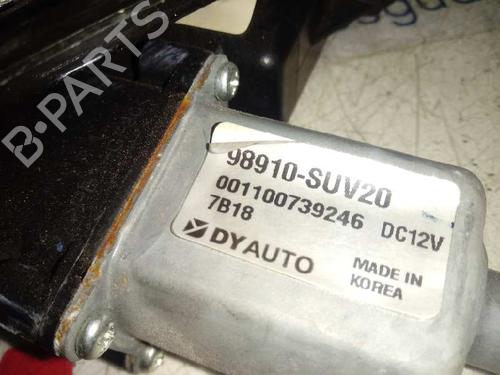 B-PARTS
98910-SUV20
001100739246 DC12V
7B18
DYAUTO
MADE IN
KOREA